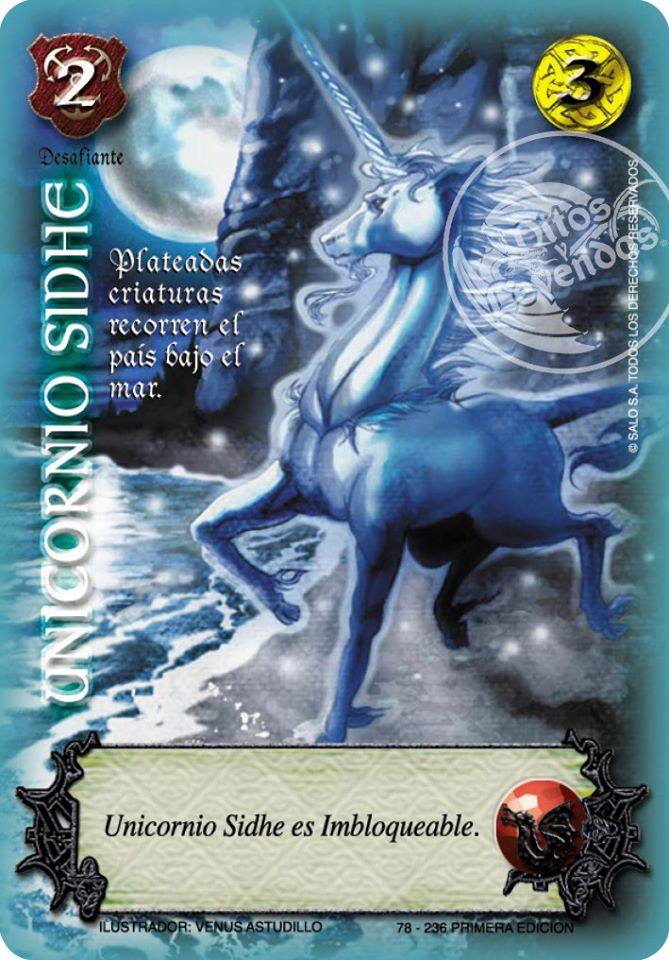 2
3
Desafiante
UNICORNIO SIDHE
Plateadas
criaturas
recorren el
país bajo el
mar.
Mitos
y
Leyendas
© SALO S.A. TODOS LOS DERECHOS RESERVADOS
Unicornio Sidhe es Imbloqueable.
ILUSTRADOR: VENUS ASTUDILLO
78 - 236 PRIMERA EDICION